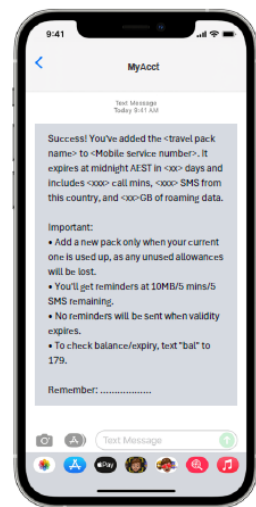 9:41
MyAcct
Text Message
Today 9:41 AM
Success! You've added the <travel pack
name> to <Mobile service number>. It
expires at midnight AEST in <xx> days and
includes <xxx> call mins, <xxx> SMS from
this country, and <xx>GB of roaming data.
Important:
• Add a new pack only when your current
one is used up, as any unused allowances
will be lost.
• You'll get reminders at 10MB/5 mins/5
SMS remaining.
• No reminders will be sent when validity
expires.
• To check balance/expiry, text "bal" to
179.
Remember: ...................
Text Message
Pay